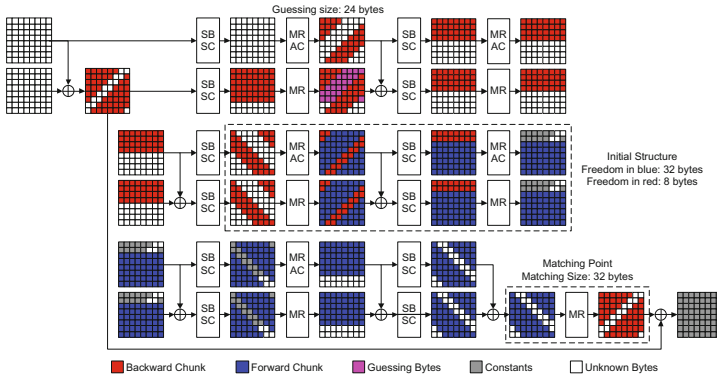 Guessing size: 24 bytes
SB SC
MR AC
SB SC
MR AC
SB SC
MR
SB SC
MR
SB SC
MR AC
SB SC
MR AC
Initial Structure
Freedom in blue: 32 bytes
Freedom in red: 8 bytes
SB SC
MR
SB SC
MR
SB SC
MR AC
SB SC
Matching Point
Matching Size: 32 bytes
SB SC
MR
SB SC
MR
Backward Chunk
Forward Chunk
Guessing Bytes
Constants
Unknown Bytes